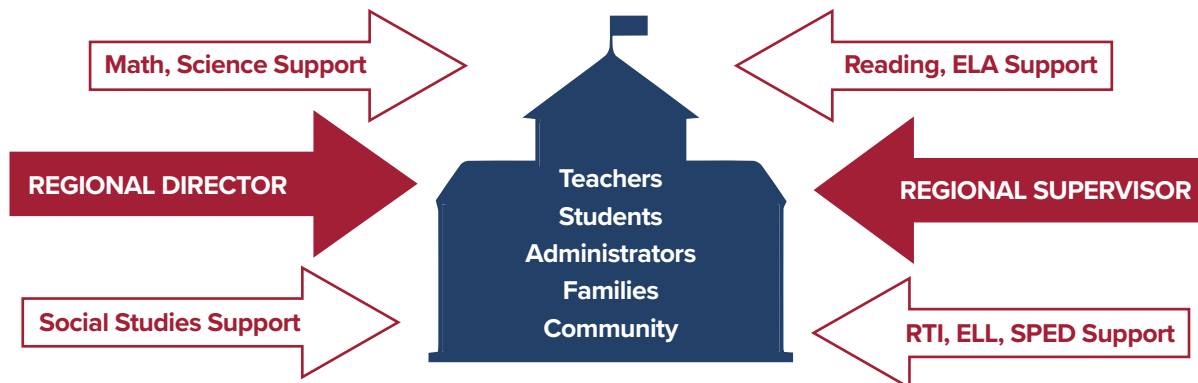 Math, Science Support
Reading, ELA Support
REGIONAL DIRECTOR
REGIONAL SUPERVISOR
Teachers
Students
Administrators
Families
Community
Social Studies Support
RTI, ELL, SPED Support